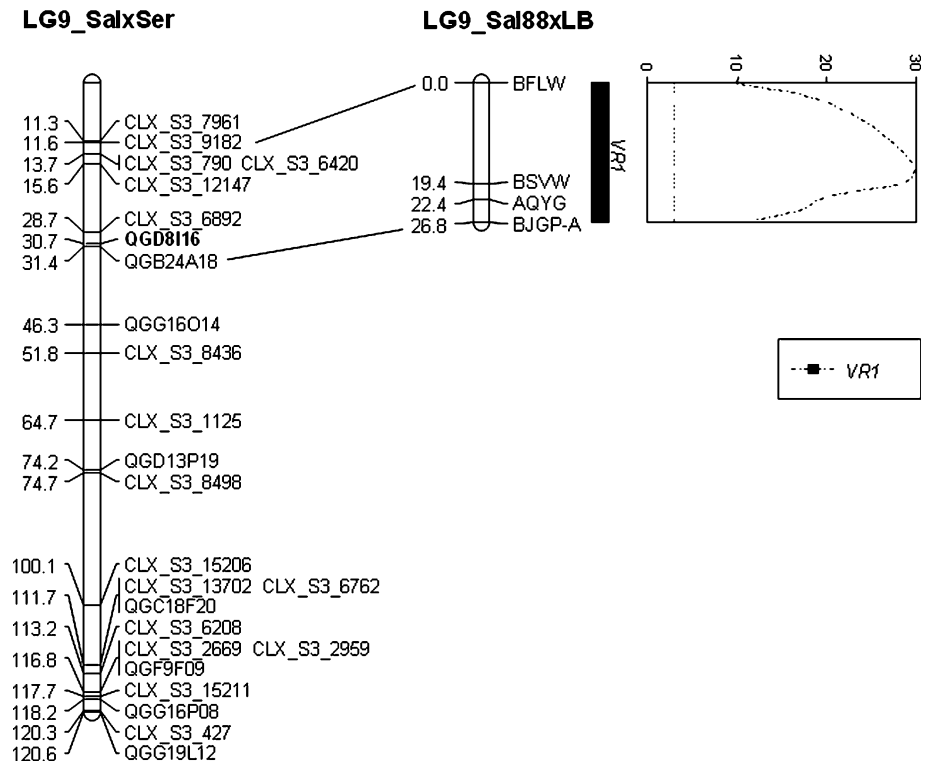 LG9_SalxSer
11.3 CLX_S3_7961
11.6 CLX_S3_9182
13.7 CLX_S3_790 CLX_S3_6420
15.6 CLX_S3_12147
28.7 CLX_S3_6892
30.7 QGD8I16
31.4 QGB24A18
46.3 QGG16O14
51.8 CLX_S3_8436
64.7 CLX_S3_1125
74.2 QGD13P19
74.7 CLX_S3_8498
100.1 CLX_S3_15206
111.7 CLX_S3_13702 CLX_S3_6762
QGC18F20
113.2 CLX_S3_6208
116.8 CLX_S3_2669 CLX_S3_2959
QGF9F09
117.7 CLX_S3_15211
118.2 QGG16P08
120.3 CLX_S3_427
120.6 QGG19L12
LG9_Sal88xLB
0.0 BFLW
19.4 BSVW
22.4 AQYG
26.8 BJGP-A
VR1
0 10 20 30
VR1